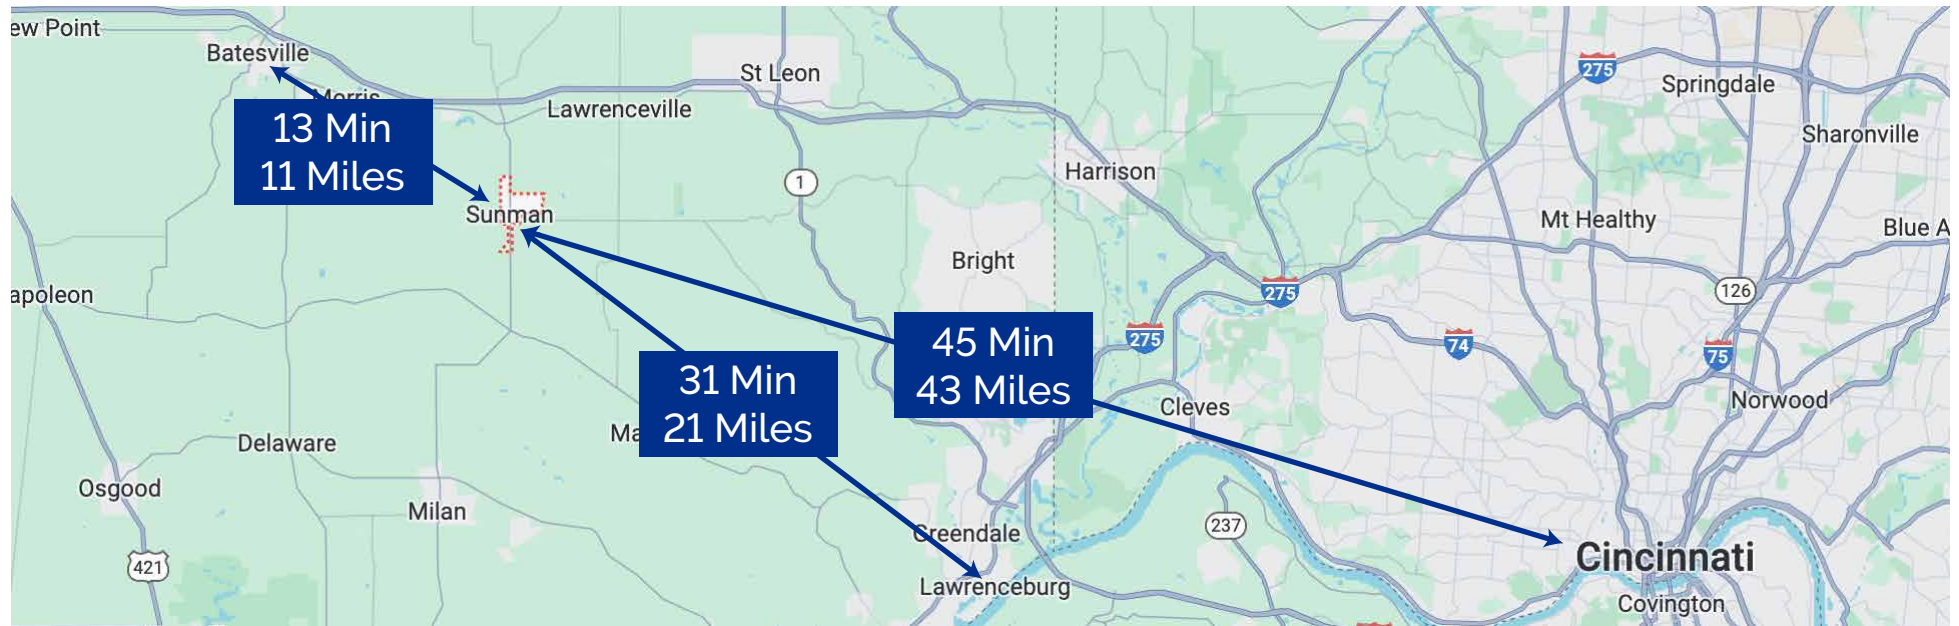 ew Point
Batesville
Morris
St Leon
Lawrenceville
275
Springdale
Sharonville
13 Min
11 Miles
1
Harrison
Sunman
Mt Healthy
Blue A
Bright
apoleon
275
126
45 Min
43 Miles
275
74
75
31 Min
21 Miles
Cleves
Norwood
Ma
Delaware
Osgood
Milan
Greendale
237
421
Cincinnati
Lawrenceburg
Covington